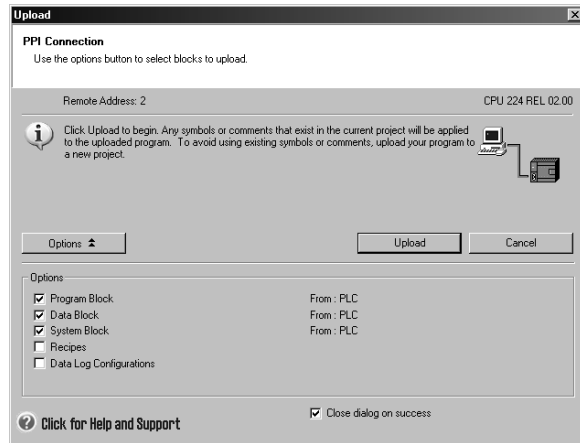 Upload
PPI Connection
Use the options button to select blocks to upload.
Remote Address: 2 CPU 224 REL 02.00
Click Upload to begin. Any symbols or comments that exist in the current project will be applied
to the uploaded program. To avoid using existing symbols or comments, upload your program to
a new project.
Options Upload Cancel
Options
Program Block From : PLC
Data Block From : PLC
System Block From : PLC
Recipes
Data Log Configurations
Click for Help and Support Close dialog on success